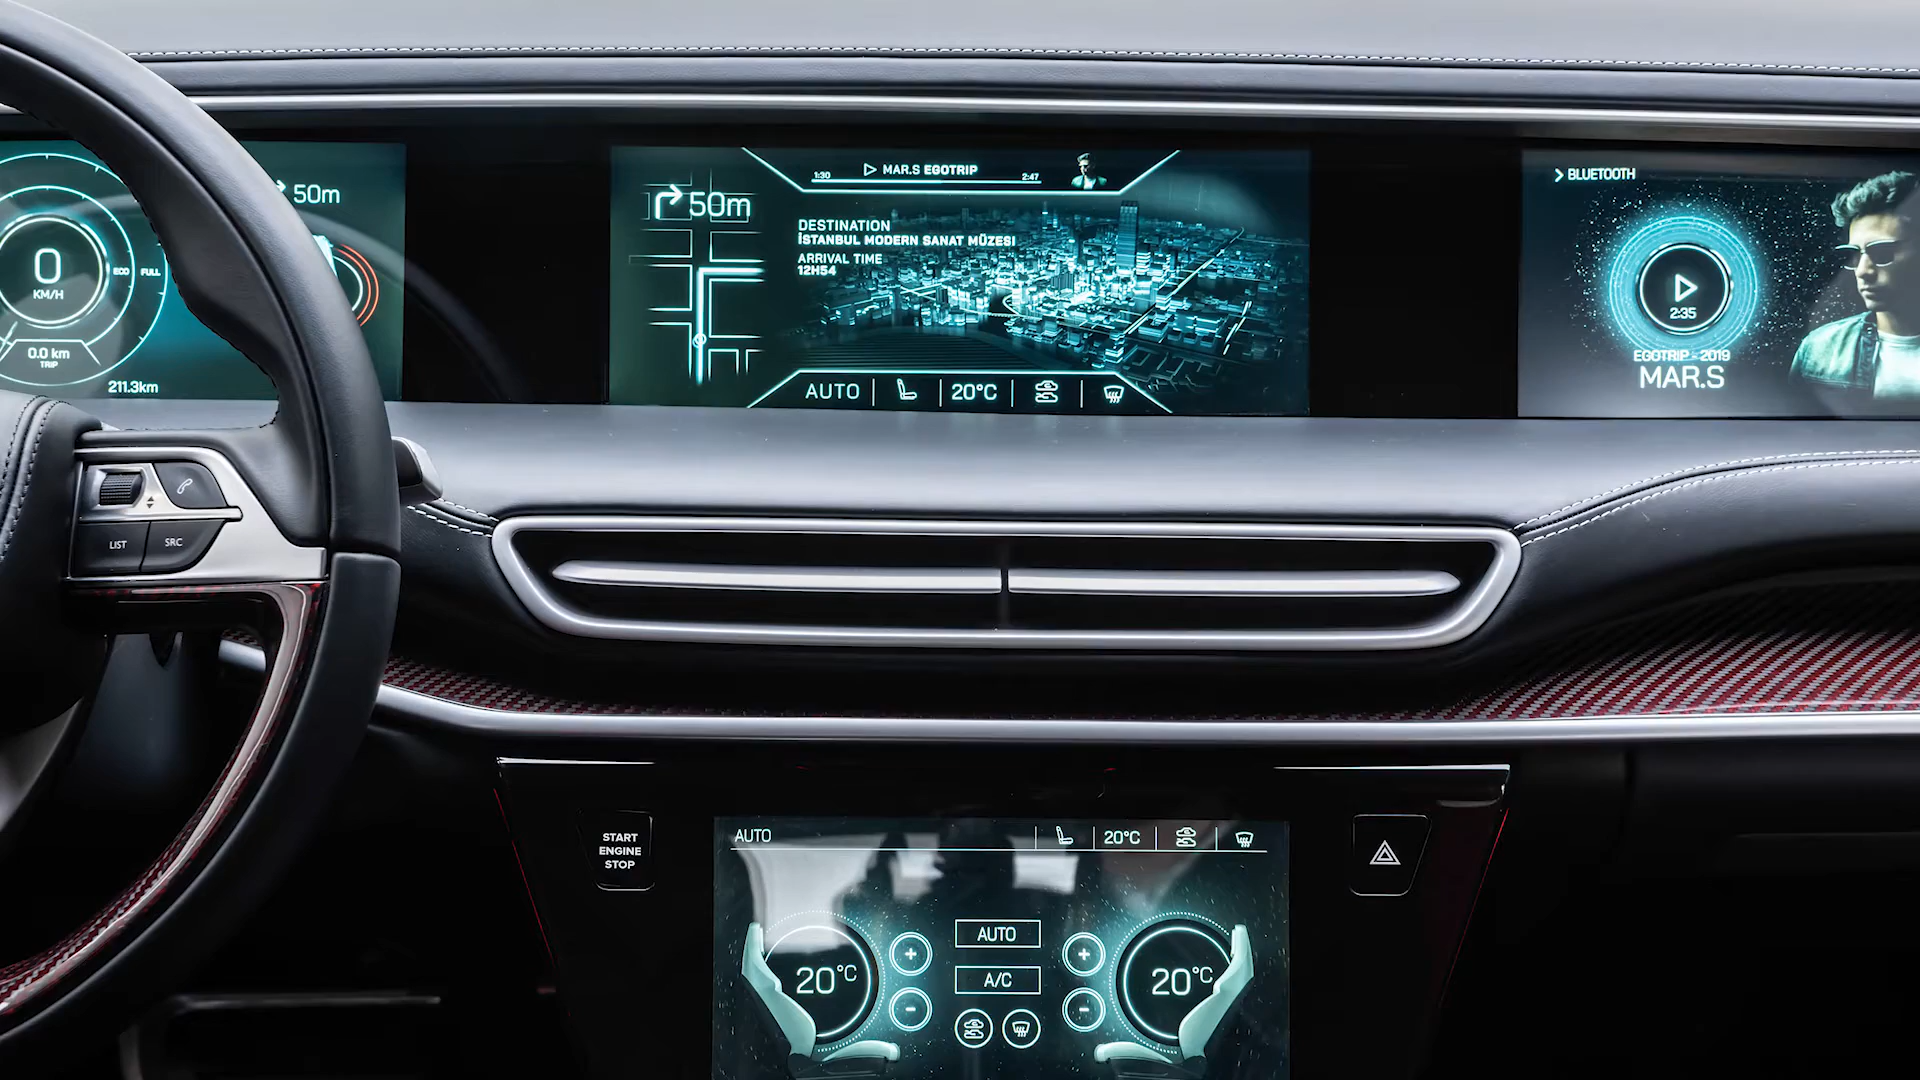 50m
0
KM/H
ECO
FULL
0.0 km
TRIP
211.3km
MAR.S EGOTRIP
1:30
2:47
50m
DESTINATION
İSTANBUL MODERN SANAT MÜZESI
ARRIVAL TIME
12H54
AUTO
20°C
BLUETOOTH
2:35
EGOTRIP - 2019
MAR.S
LIST
SRC
START
ENGINE
STOP
AUTO
20°C
AUTO
A/C
20°C
20°C